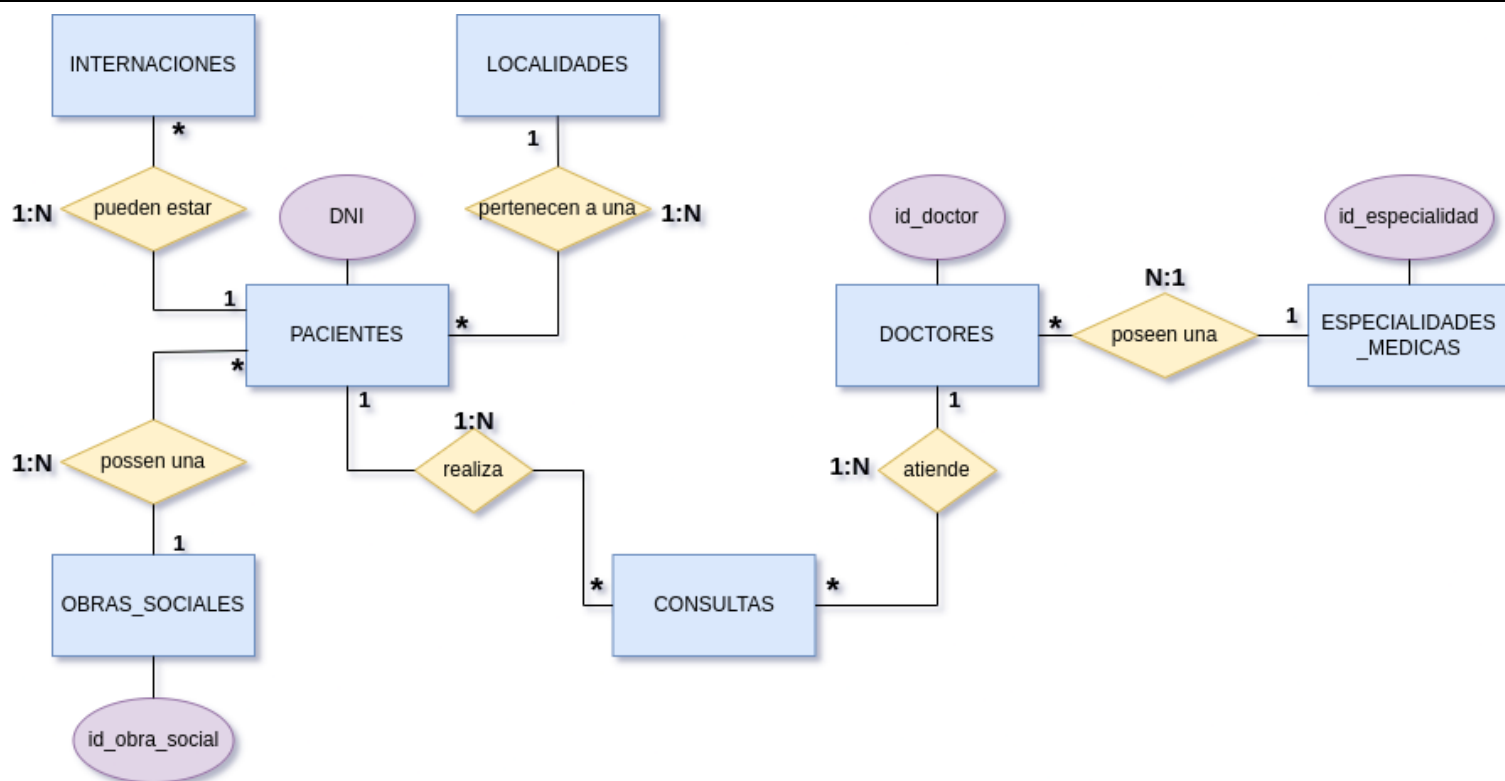 INTERNACIONES
LOCALIDADES
*
1
1:N
pueden estar
DNI
pertenecen a una
1:N
id_doctor
id_especialidad
1
PACIENTES
*
*
DOCTORES
*
N:1
poseen una
1
ESPECIALIDADES
_MEDICAS
1
1
1:N
possen una
1:N
realiza
1:N
atiende
1
OBRAS_SOCIALES
*
CONSULTAS
*
id_obra_social